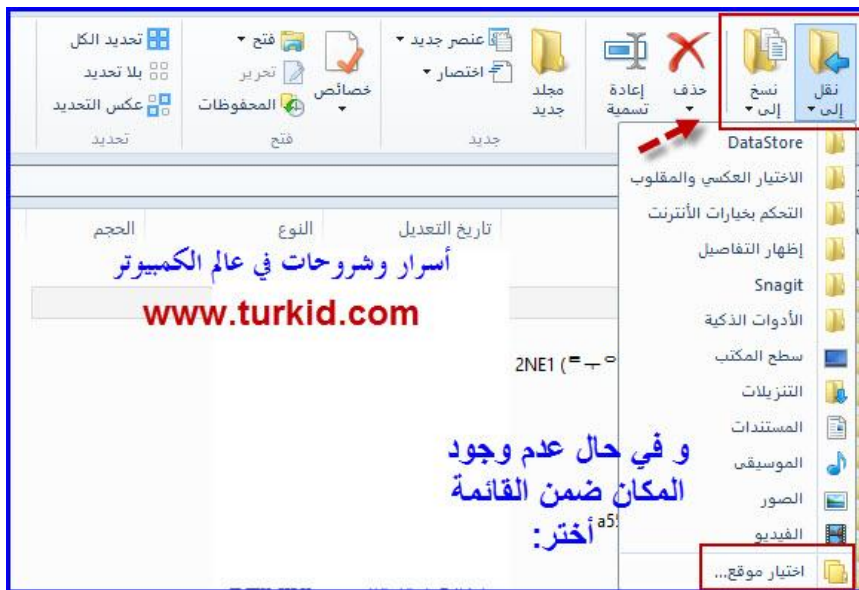 نقل إلى
نسخ إلى
حذف
إعادة تسمية
مجلد جديد
عنصر جديد
اختصار
جديد
خصائص
فتح
تحرير
المحفوظات
فتح
تحديد الكل
بلا تحديد
عكس التحديد
تحديد
تاريخ التعديل
النوع
الحجم
أسرار وشروحات في عالم الكمبيوتر
www.turkid.com
2NE1 (
DataStore
الاختيار العكسي والمقلوب
التحكم بخيارات الأنترنت
إظهار التفاصيل
Snagit
الأدوات الذكية
سطح المكتب
التنزيلات
المستندات
الموسيقى
الصور
الفيديو
اختيار موقع...
و في حال عدم وجود
المكان ضمن القائمة
أختر: